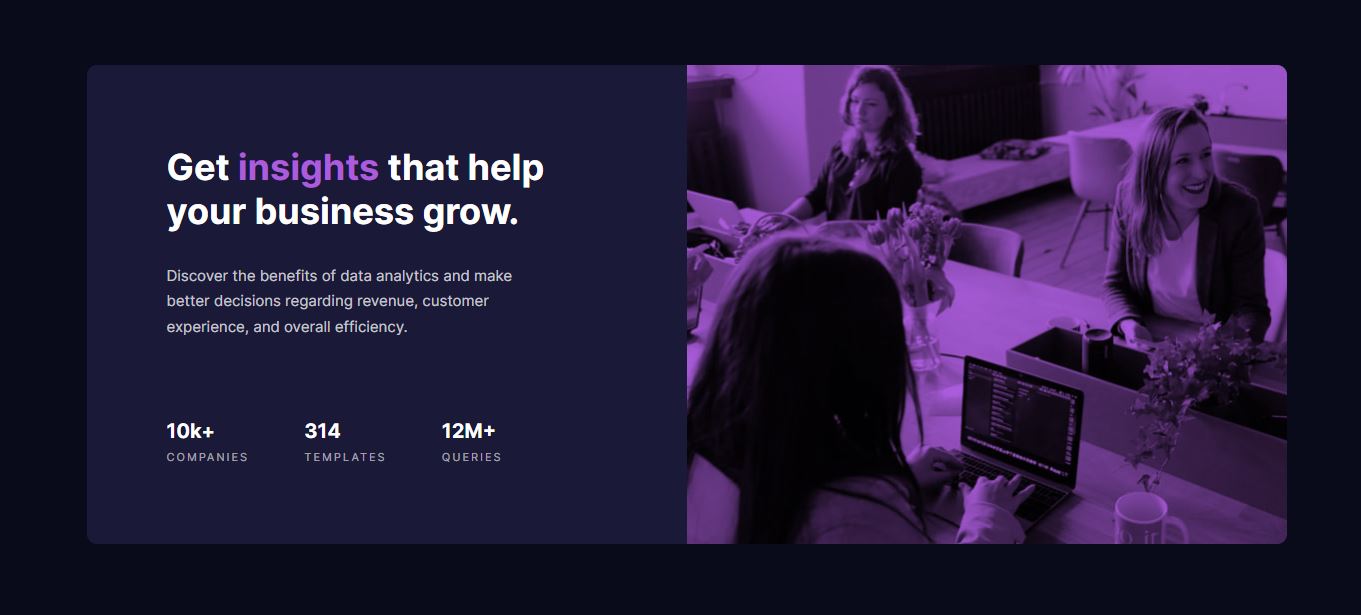 Get insights that help
your business grow.
Discover the benefits of data analytics and make
better decisions regarding revenue, customer
experience, and overall efficiency.
10k+ 314 12M+
COMPANIES TEMPLATES QUERIES